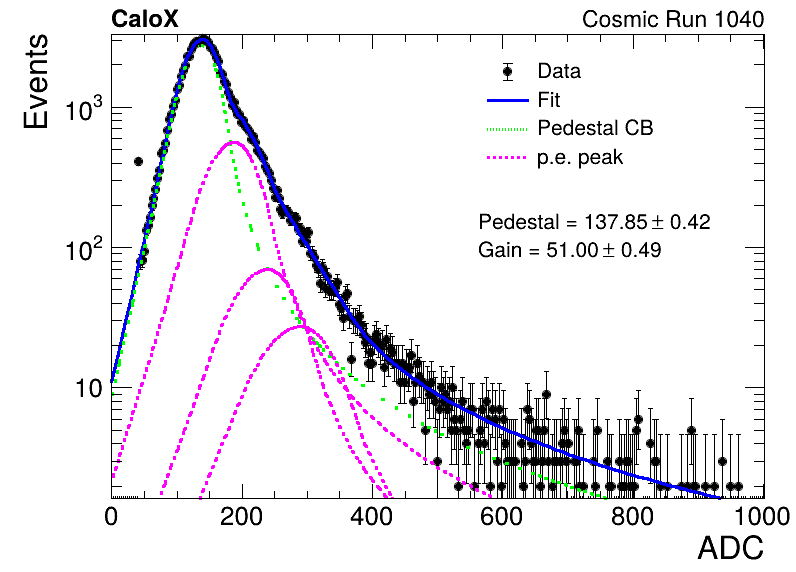 CaloX Cosmic Run 1040
Events
10³
10²
10
Data
Fit
Pedestal CB
p.e. peak
Pedestal = 137.85 ± 0.42
Gain = 51.00 ± 0.49
0 200 400 600 800 1000
ADC